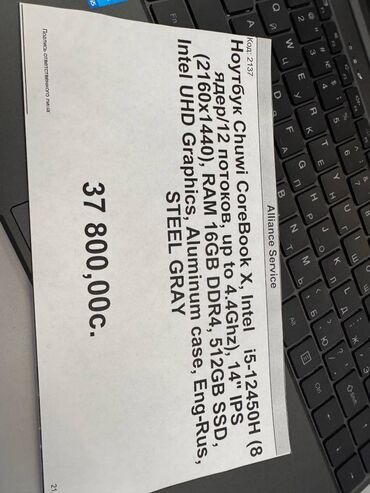 Alliance Service
Код: 2137
Ноутбук Chuwi CoreBook X, Intel i5-12450H (8
ядер/12 потоков, up to 4.4Ghz), 14" IPS
(2160x1440), RAM 16GB DDR4, 512GB SSD,
Intel UHD Graphics, Aluminum case, Eng-Rus,
STEEL GRAY
37 800,00с.
Подпись ответственного лица:
21